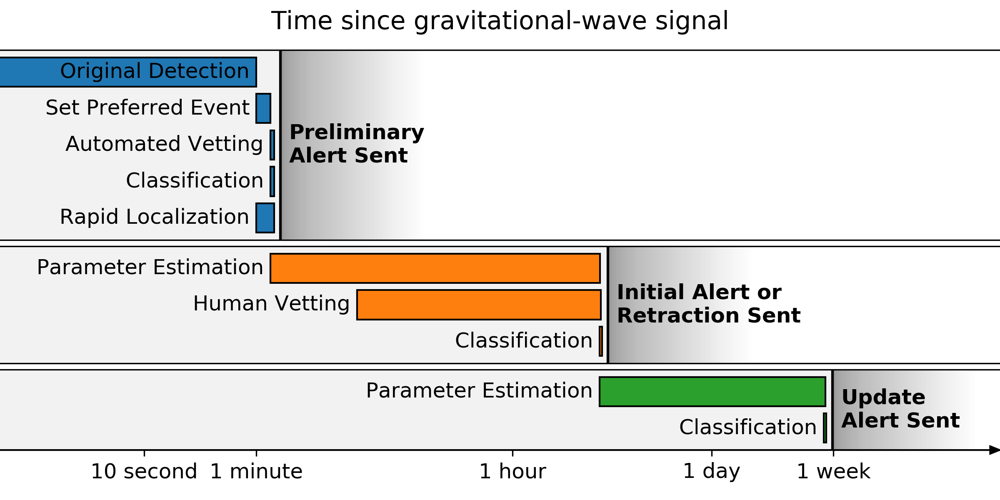 Time since gravitational-wave signal
Original Detection
Set Preferred Event
Automated Vetting
Classification
Rapid Localization
Preliminary
Alert Sent
Parameter Estimation
Human Vetting
Classification
Initial Alert or
Retraction Sent
Parameter Estimation
Classification
Update
Alert Sent
10 second
1 minute
1 hour
1 day
1 week